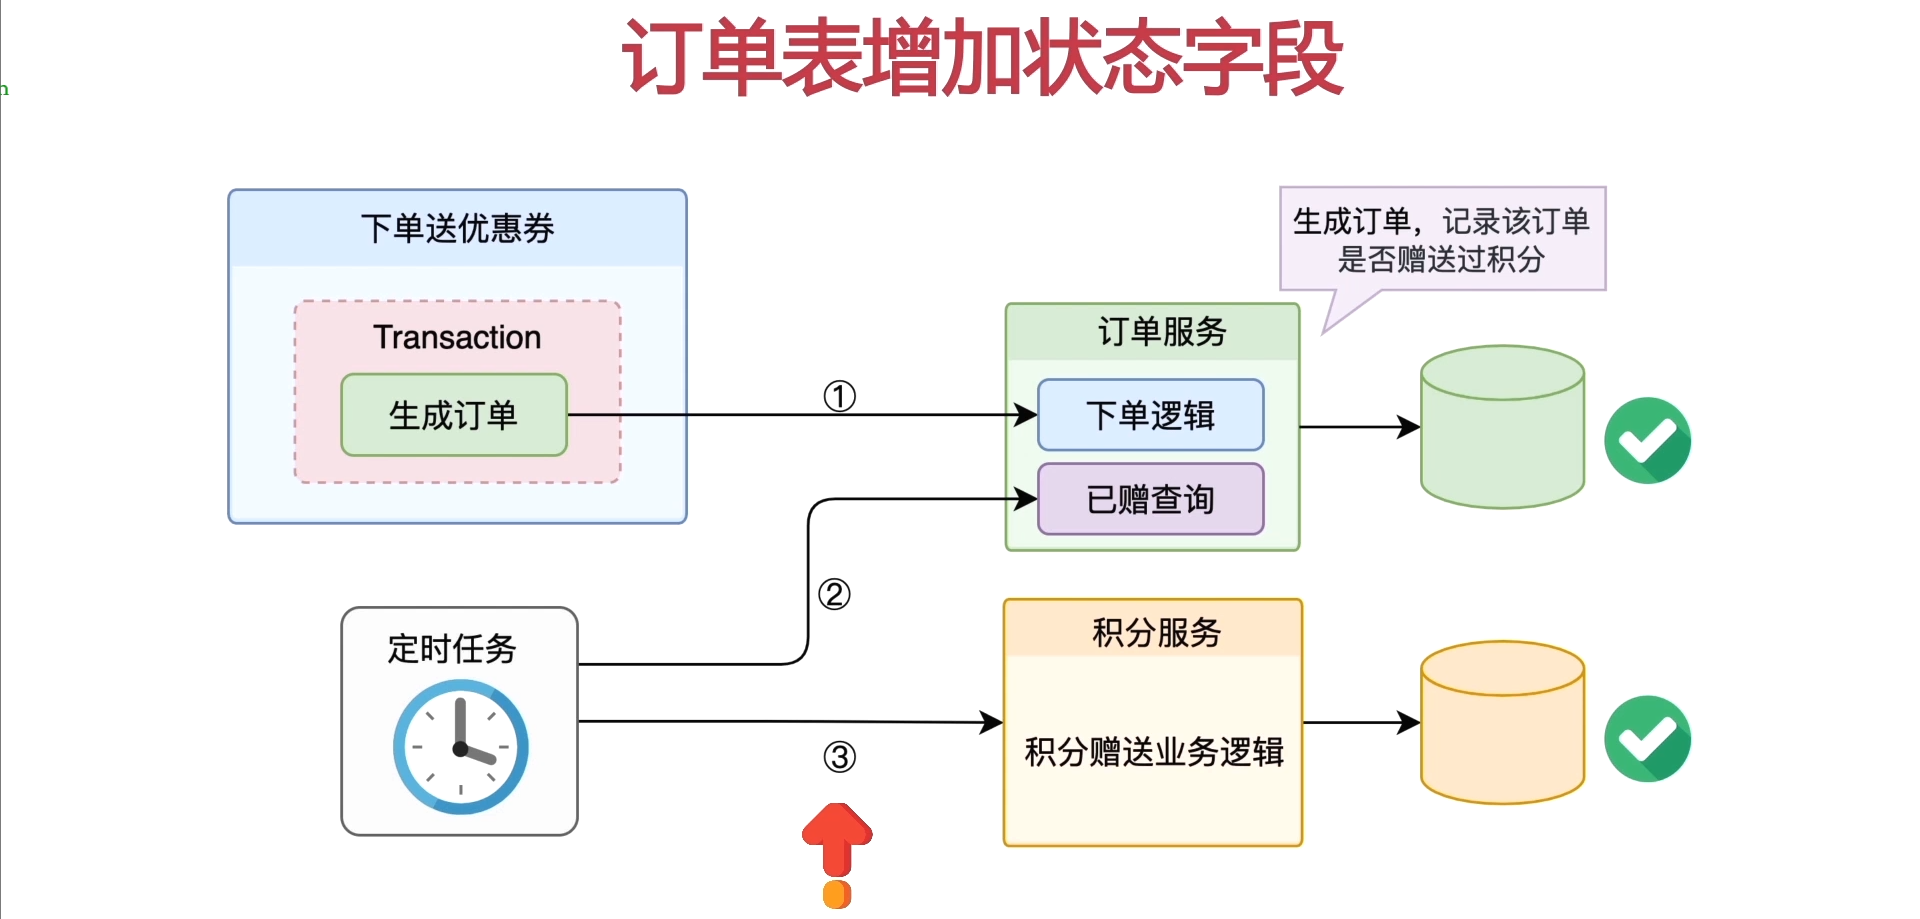 订单表增加状态字段
n
下单送优惠券
Transaction
生成订单
①
生成订单，记录该订单
是否赠送过积分
订单服务
下单逻辑
已赠查询
②
定时任务
③
积分服务
积分赠送业务逻辑